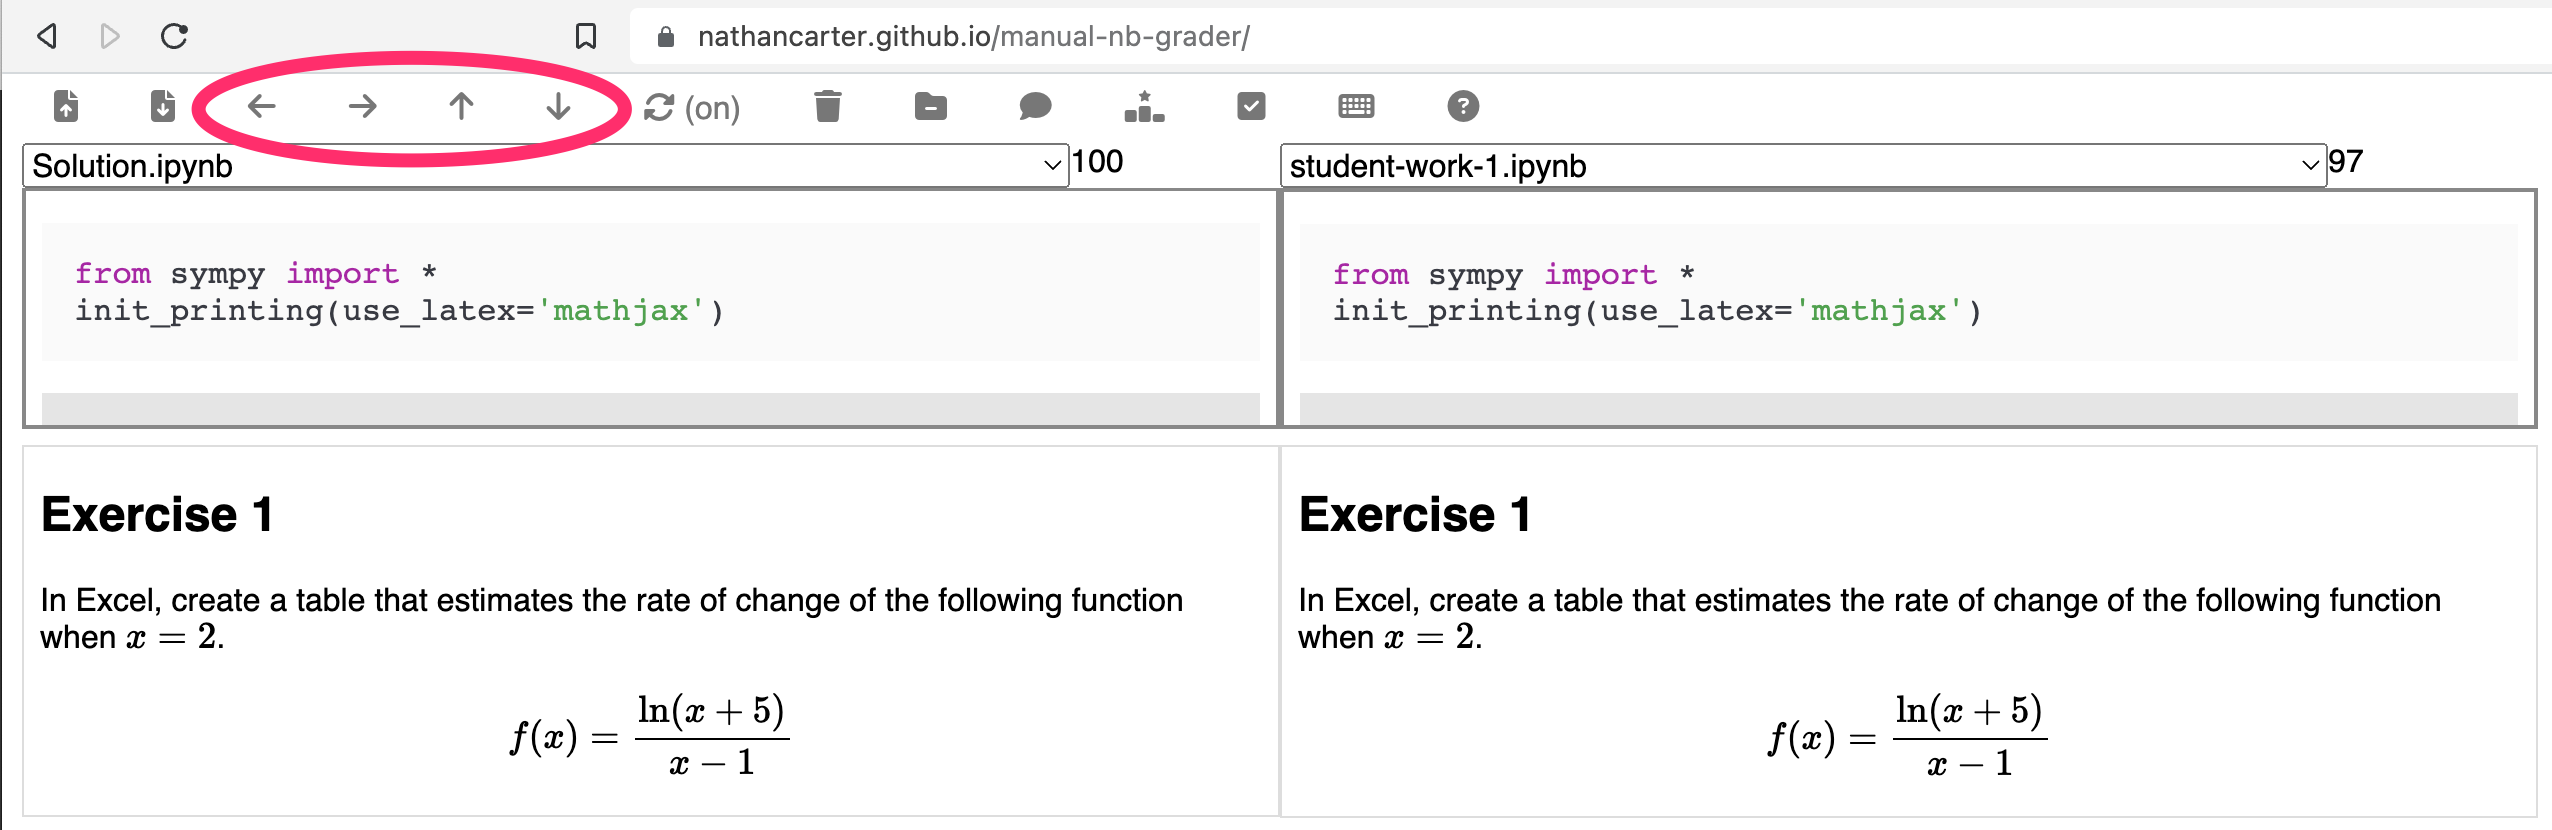 nathancarter.github.io/manual-nb-grader/
(on)
Solution.ipynb 100 student-work-1.ipynb 97
from sympy import *
init_printing(use_latex='mathjax')
from sympy import *
init_printing(use_latex='mathjax')
Exercise 1
In Excel, create a table that estimates the rate of change of the following function
when x = 2.
f(x) = ln(x + 5) / x − 1
Exercise 1
In Excel, create a table that estimates the rate of change of the following function
when x = 2.
f(x) = ln(x + 5) / x − 1